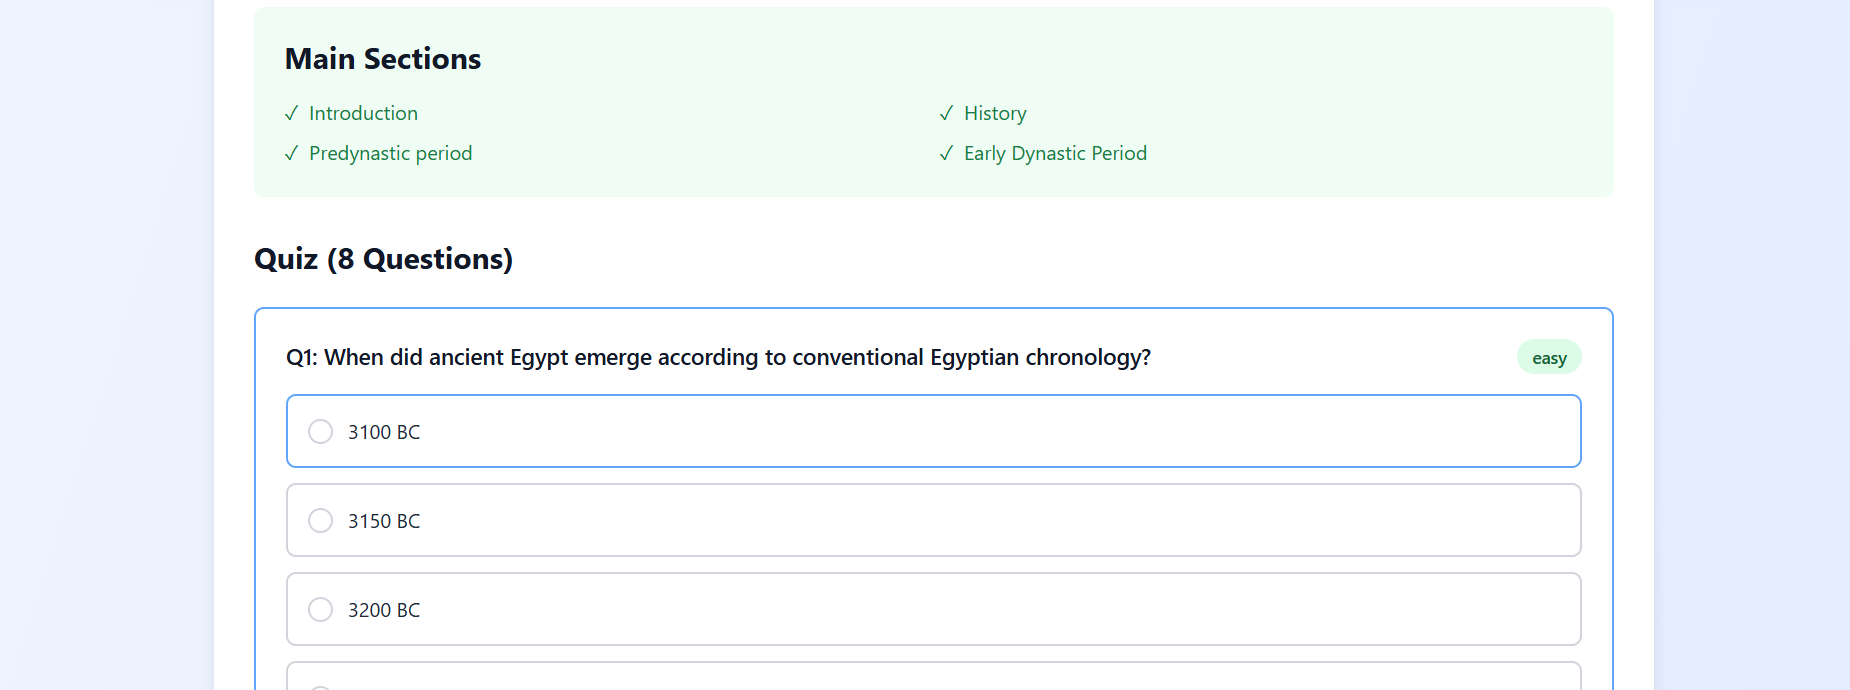 Main Sections
✓ Introduction
✓ History
✓ Predynastic period
✓ Early Dynastic Period
Quiz (8 Questions)
Q1: When did ancient Egypt emerge according to conventional Egyptian chronology?
easy
3100 BC
3150 BC
3200 BC